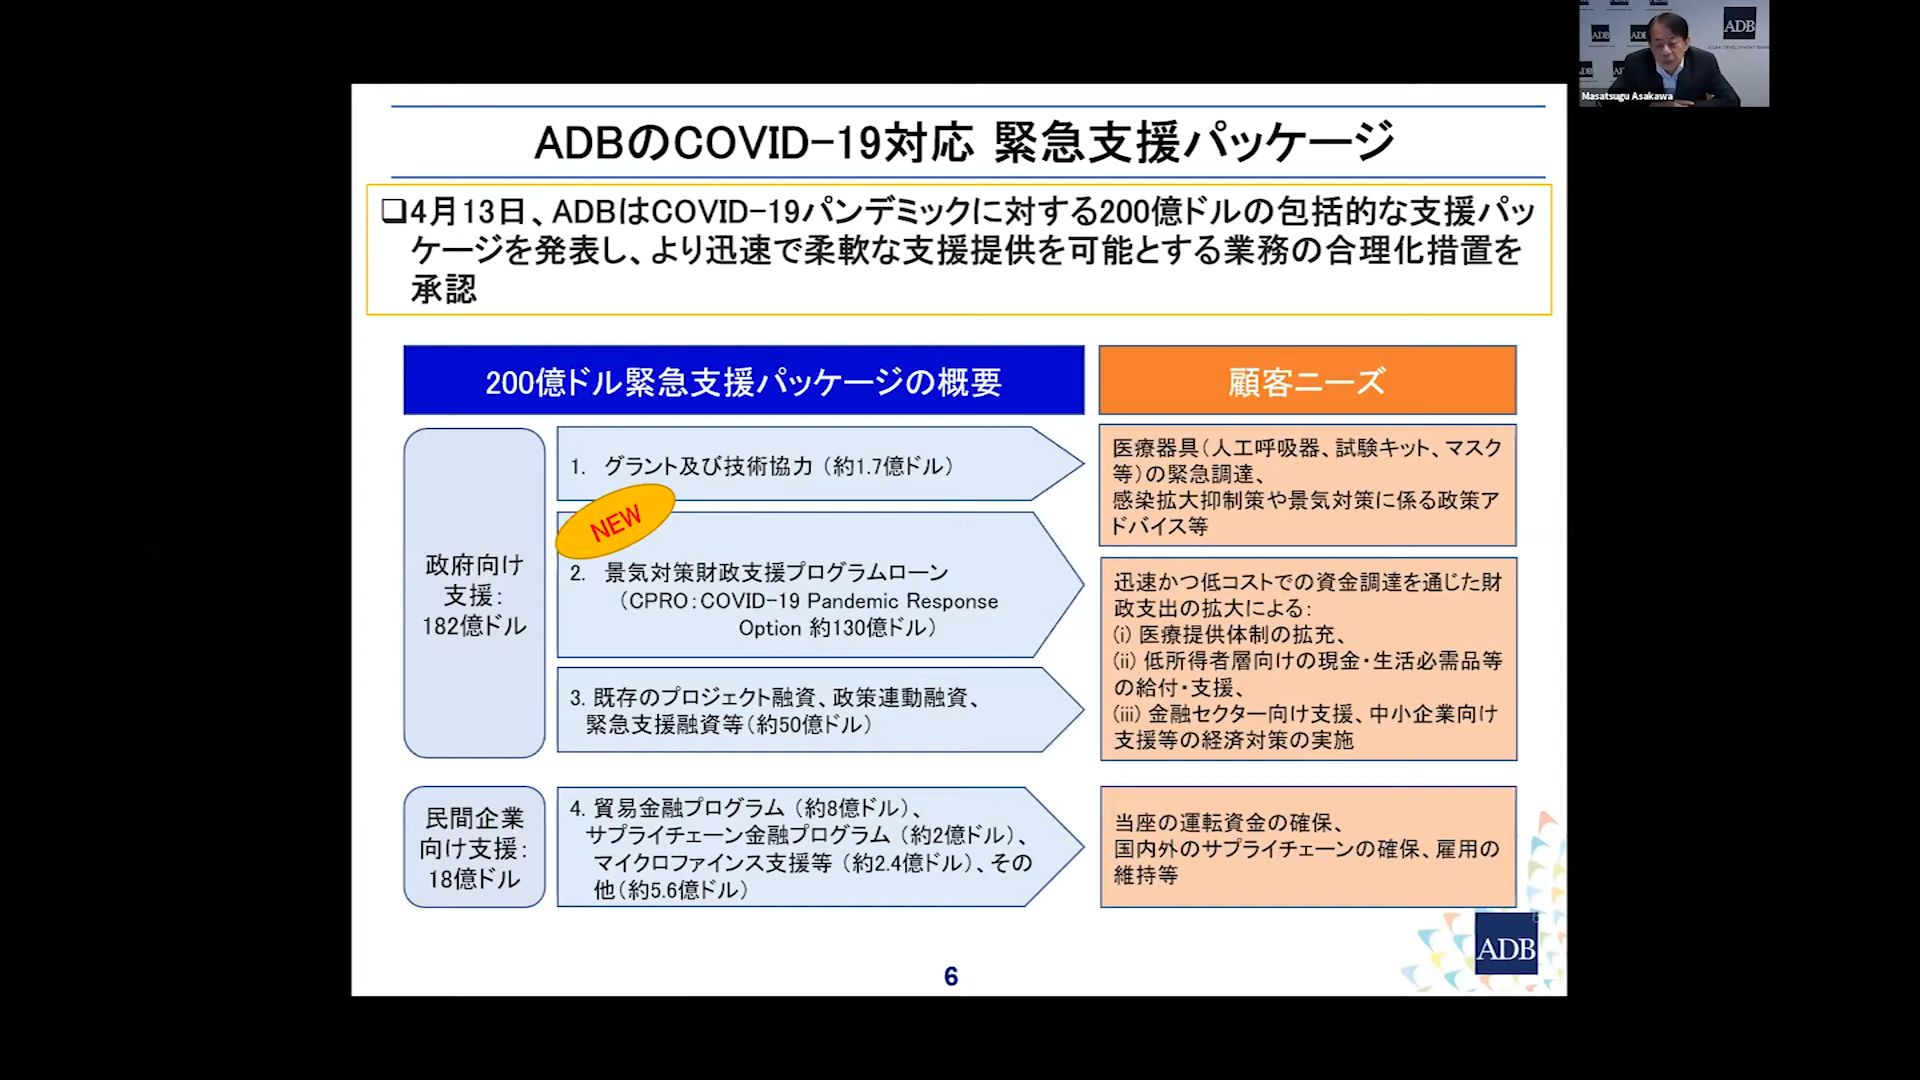 ADB
ADB
ADB
ASIAN DEVELOPMENT BANK
ADB
Masatsugu Asakawa
ADBのCOVID-19対応 緊急支援パッケージ
❑4月13日、ADBはCOVID-19パンデミックに対する200億ドルの包括的な支援パッ
ケージを発表し、より迅速で柔軟な支援提供を可能とする業務の合理化措置を
承認
200億ドル緊急支援パッケージの概要
顧客ニーズ
政府向け
支援：
182億ドル
1. グラント及び技術協力（約1.7億ドル）
NEW
2. 景気対策財政支援プログラムローン
（CPRO：COVID-19 Pandemic Response
Option 約130億ドル）
3. 既存のプロジェクト融資、政策連動融資、
緊急支援融資等（約50億ドル）
医療器具（人工呼吸器、試験キット、マスク
等）の緊急調達、
感染拡大抑制策や景気対策に係る政策ア
ドバイス等
迅速かつ低コストでの資金調達を通じた財
政支出の拡大による：
(i) 医療提供体制の拡充、
(ii) 低所得者層向けの現金・生活必需品等
の給付・支援、
(iii) 金融セクター向け支援、中小企業向け
支援等の経済対策の実施
民間企業
向け支援：
18億ドル
4. 貿易金融プログラム（約8億ドル）、
サプライチェーン金融プログラム（約2億ドル）、
マイクロファインス支援等（約2.4億ドル）、その
他（約5.6億ドル）
当座の運転資金の確保、
国内外のサプライチェーンの確保、雇用の
維持等
ADB
6